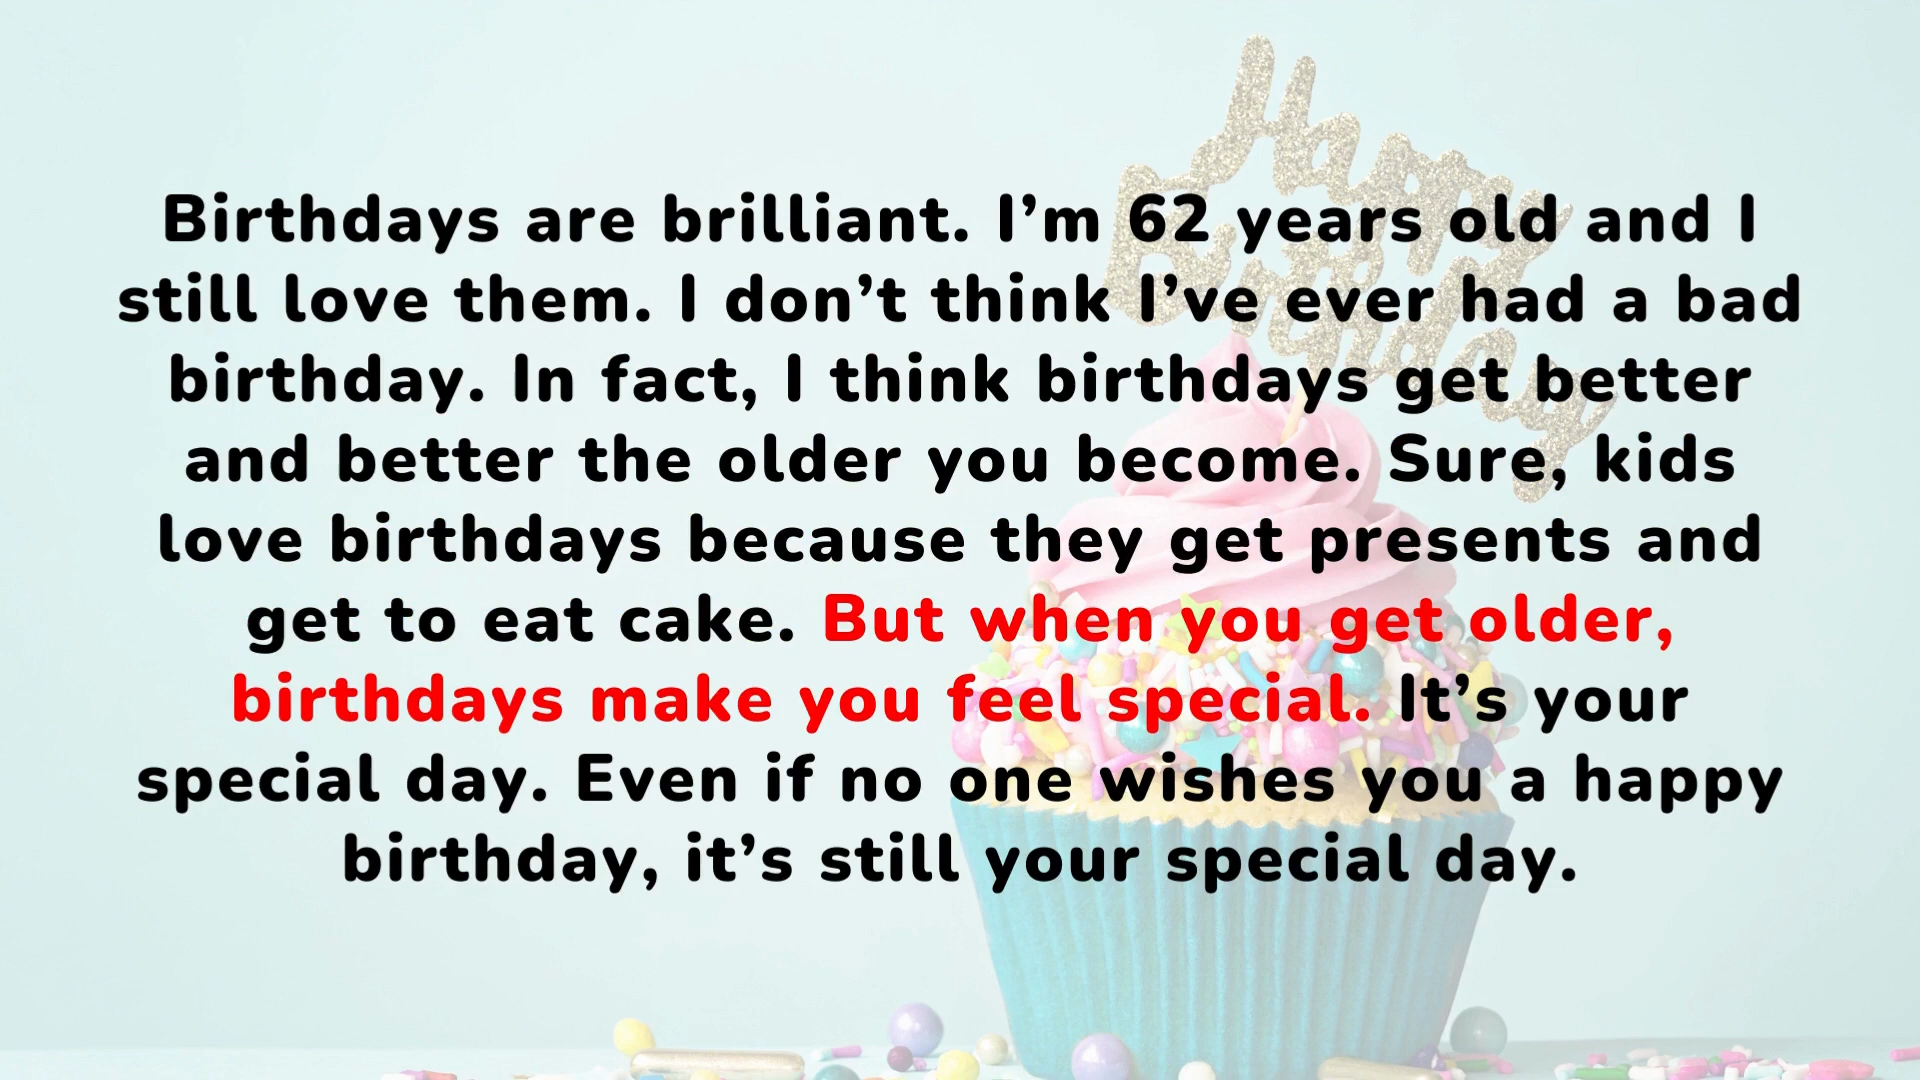 Happy
Birthday
Birthdays are brilliant. I’m 62 years old and I
still love them. I don’t think I’ve ever had a bad
birthday. In fact, I think birthdays get better
and better the older you become. Sure, kids
love birthdays because they get presents and
get to eat cake. But when you get older,
birthdays make you feel special. It’s your
special day. Even if no one wishes you a happy
birthday, it’s still your special day.